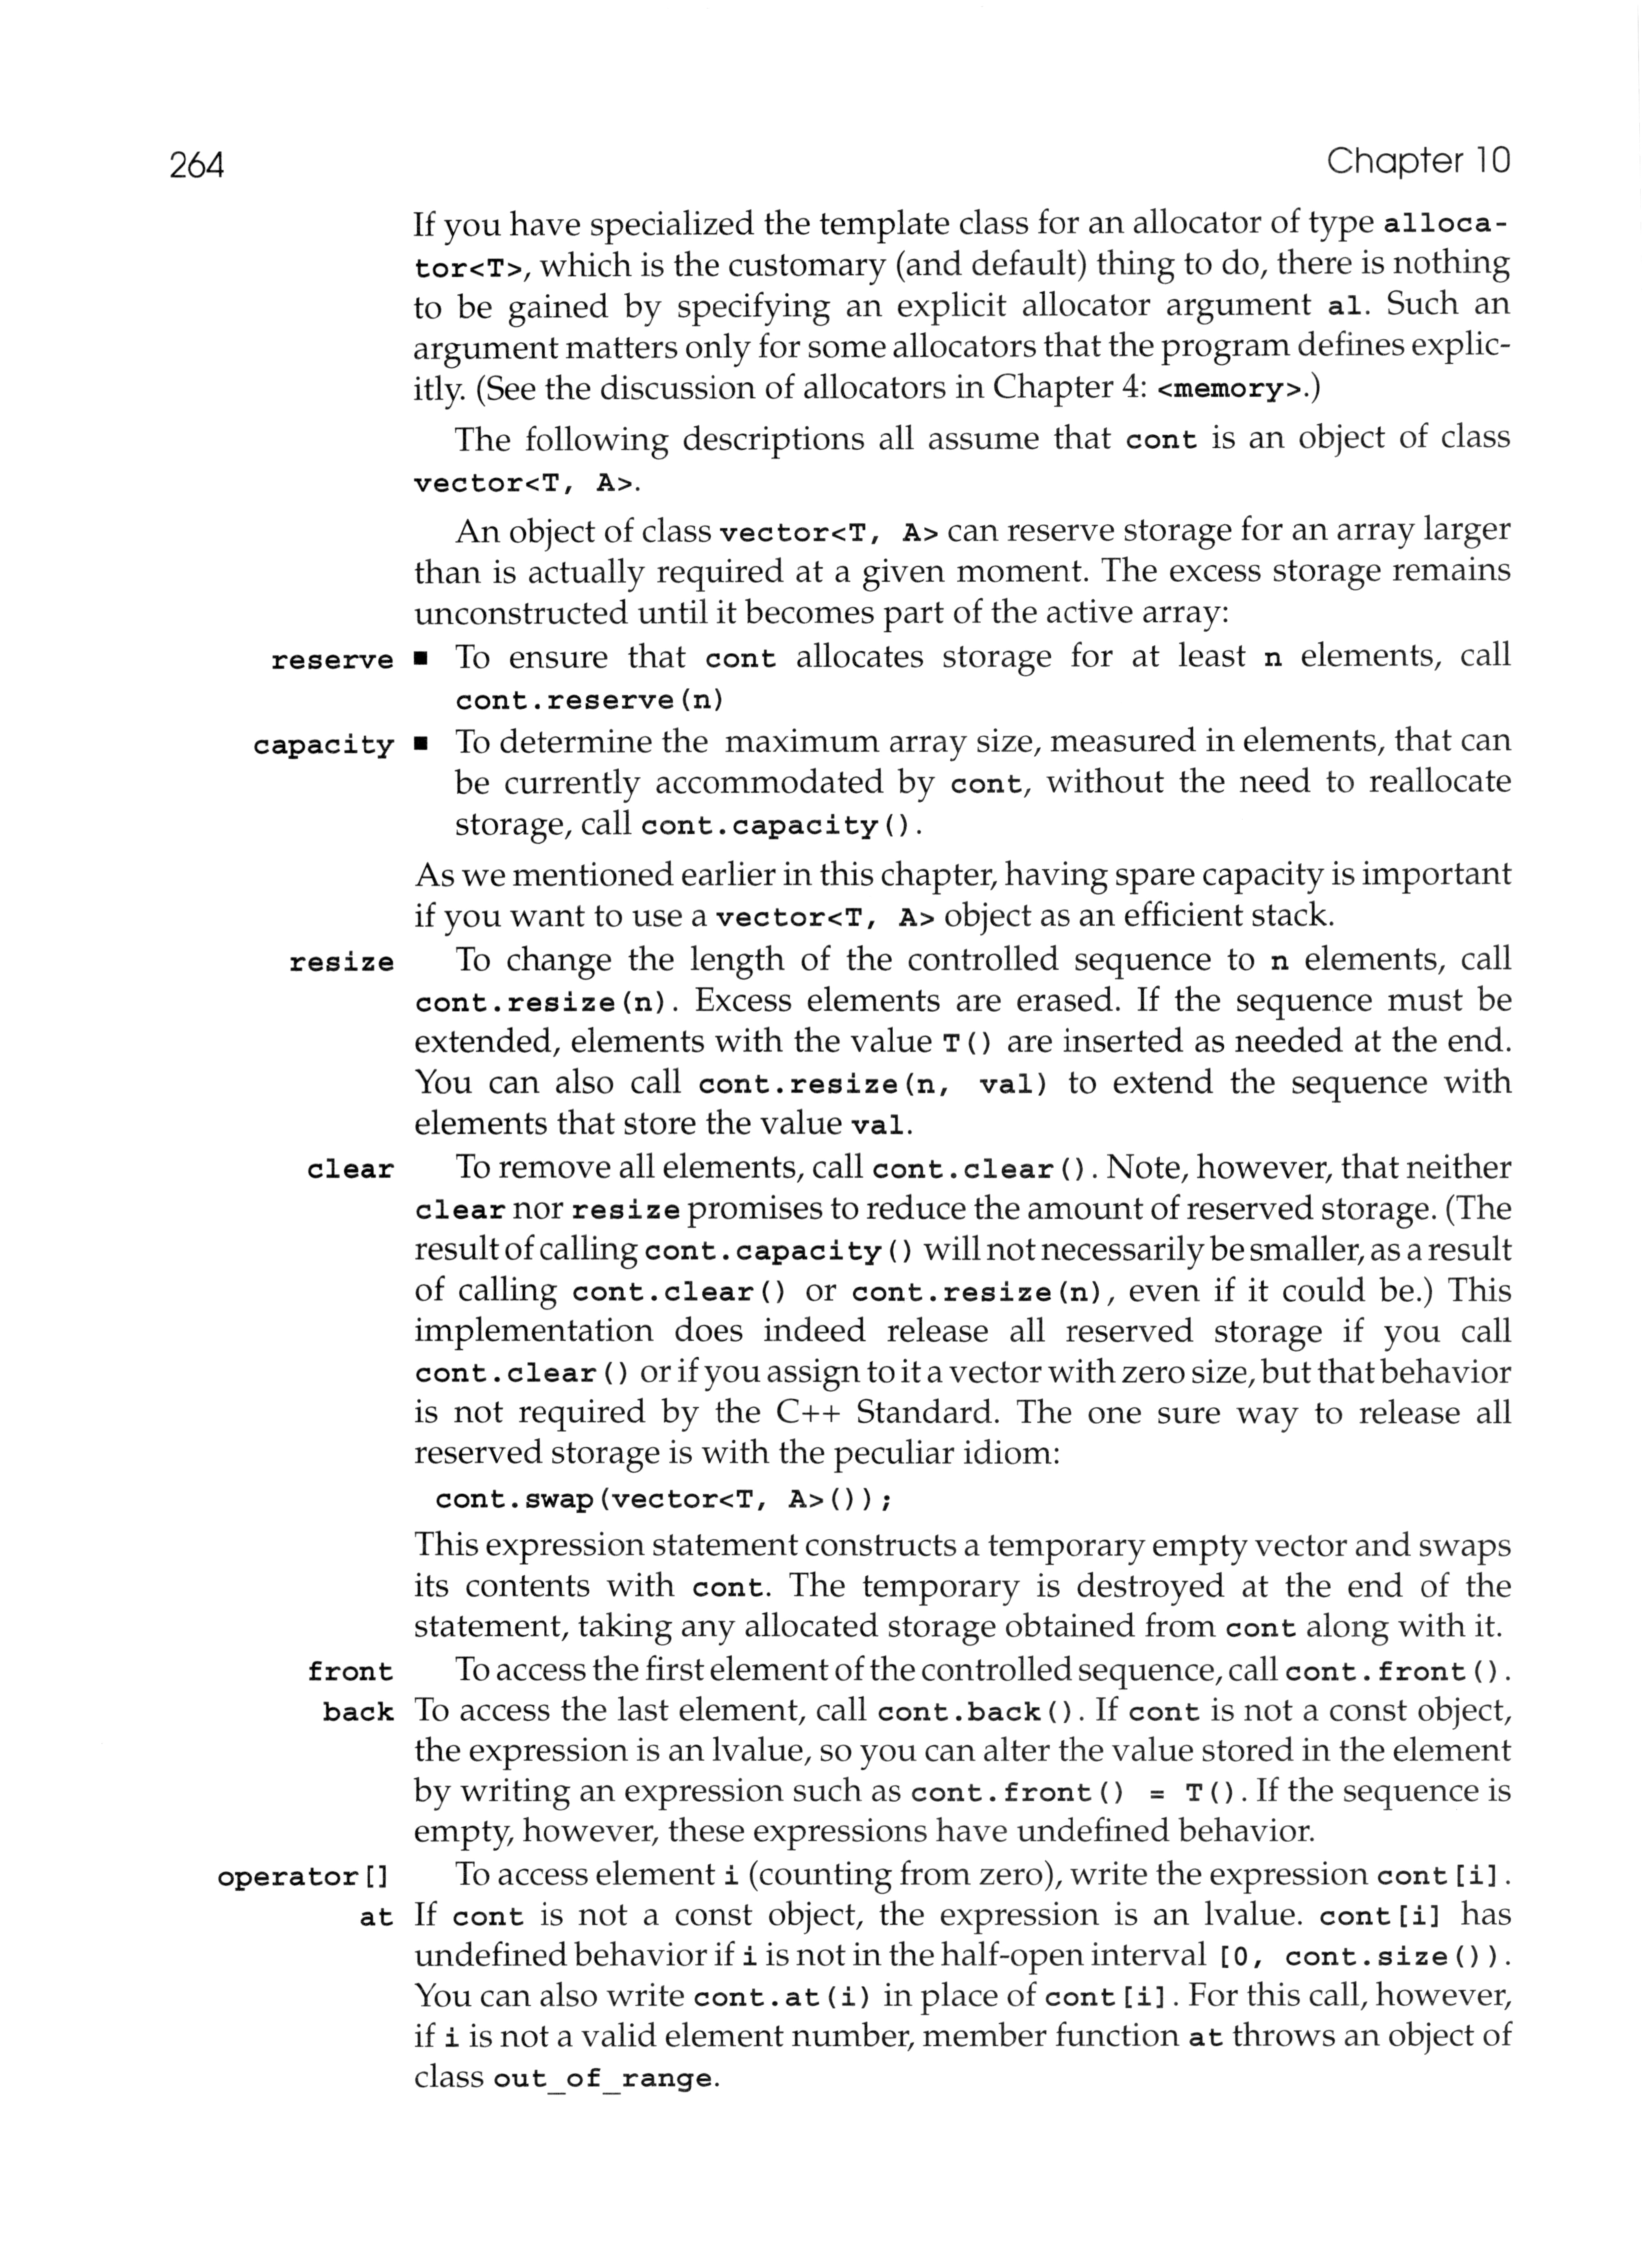 264
Chapter 10
If you have specialized the template class for an allocator of type alloca-
tor<T>, which is the customary (and default) thing to do, there is nothing
to be gained by specifying an explicit allocator argument al. Such an
argument matters only for some allocators that the program defines explic-
itly. (See the discussion of allocators in Chapter 4: <memory>.)
The following descriptions all assume that cont is an object of class
vector<T, A>.
An object of class vector<T, A> can reserve storage for an array larger
than is actually required at a given moment. The excess storage remains
unconstructed until it becomes part of the active array:
reserve ■ To ensure that cont allocates storage for at least n elements, call
cont.reserve(n)
capacity ■ To determine the maximum array size, measured in elements, that can
be currently accommodated by cont, without the need to reallocate
storage, call cont.capacity().
As we mentioned earlier in this chapter, having spare capacity is important
if you want to use a vector<T, A> object as an efficient stack.
resize To change the length of the controlled sequence to n elements, call
cont.resize(n). Excess elements are erased. If the sequence must be
extended, elements with the value T() are inserted as needed at the end.
You can also call cont.resize(n, val) to extend the sequence with
elements that store the value val.
clear To remove all elements, call cont.clear(). Note, however, that neither
clear nor resize promises to reduce the amount of reserved storage. (The
result of calling cont.capacity() will not necessarily be smaller, as a result
of calling cont.clear() or cont.resize(n), even if it could be.) This
implementation does indeed release all reserved storage if you call
cont.clear() or if you assign to it a vector with zero size, but that behavior
is not required by the C++ Standard. The one sure way to release all
reserved storage is with the peculiar idiom:
cont.swap(vector<T, A>());
This expression statement constructs a temporary empty vector and swaps
its contents with cont. The temporary is destroyed at the end of the
statement, taking any allocated storage obtained from cont along with it.
front To access the first element of the controlled sequence, call cont.front().
back To access the last element, call cont.back(). If cont is not a const object,
the expression is an lvalue, so you can alter the value stored in the element
by writing an expression such as cont.front() = T(). If the sequence is
empty, however, these expressions have undefined behavior.
operator[] To access element i (counting from zero), write the expression cont[i].
at If cont is not a const object, the expression is an lvalue. cont[i] has
undefined behavior if i is not in the half-open interval [0, cont.size()).
You can also write cont.at(i) in place of cont[i]. For this call, however,
if i is not a valid element number, member function at throws an object of
class out_of_range.